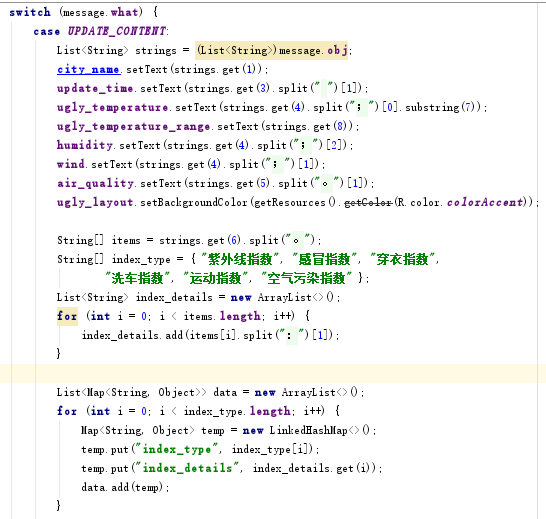 switch (message.what) {
case UPDATE_CONTENT:
List<String> strings = (List<String>)message.obj;
city_name.setText(strings.get(1));
update_time.setText(strings.get(3).split(" ")[1]);
ugly_temperature.setText(strings.get(4).split("；")[0].substring(7));
ugly_temperature_range.setText(strings.get(8));
humidity.setText(strings.get(4).split("；")[2]);
wind.setText(strings.get(4).split("；")[1]);
air_quality.setText(strings.get(5).split("。")[1]);
ugly_layout.setBackgroundColor(getResources().getColor(R.color.colorAccent));
String[] items = strings.get(6).split("。");
String[] index_type = { "紫外线指数", "感冒指数", "穿衣指数",
"洗车指数", "运动指数", "空气污染指数" };
List<String> index_details = new ArrayList<>();
for (int i = 0; i < items.length; i++) {
index_details.add(items[i].split("：")[1]);
}
List<Map<String, Object>> data = new ArrayList<>();
for (int i = 0; i < index_type.length; i++) {
Map<String, Object> temp = new LinkedHashMap<>();
temp.put("index_type", index_type[i]);
temp.put("index_details", index_details.get(i));
data.add(temp);
}